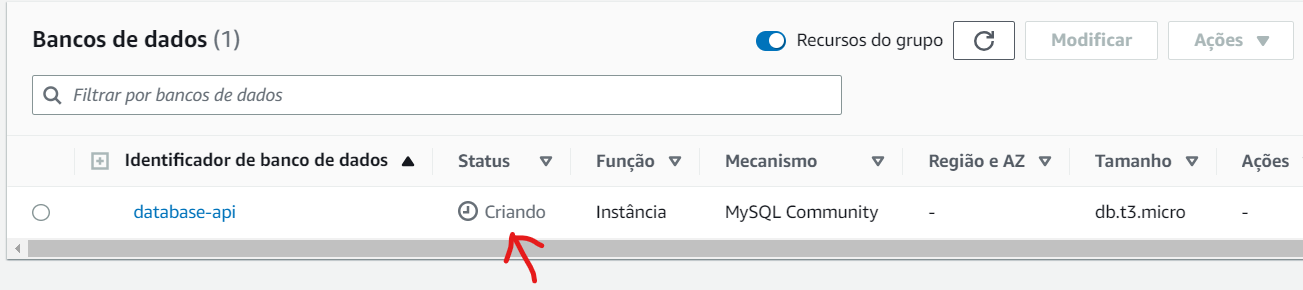 Bancos de dados (1)
Recursos do grupo
Modificar
Ações
Filtrar por bancos de dados
Identificador de banco de dados Status Função Mecanismo Região e AZ Tamanho Ações
database-api Criando Instância MySQL Community - db.t3.micro -